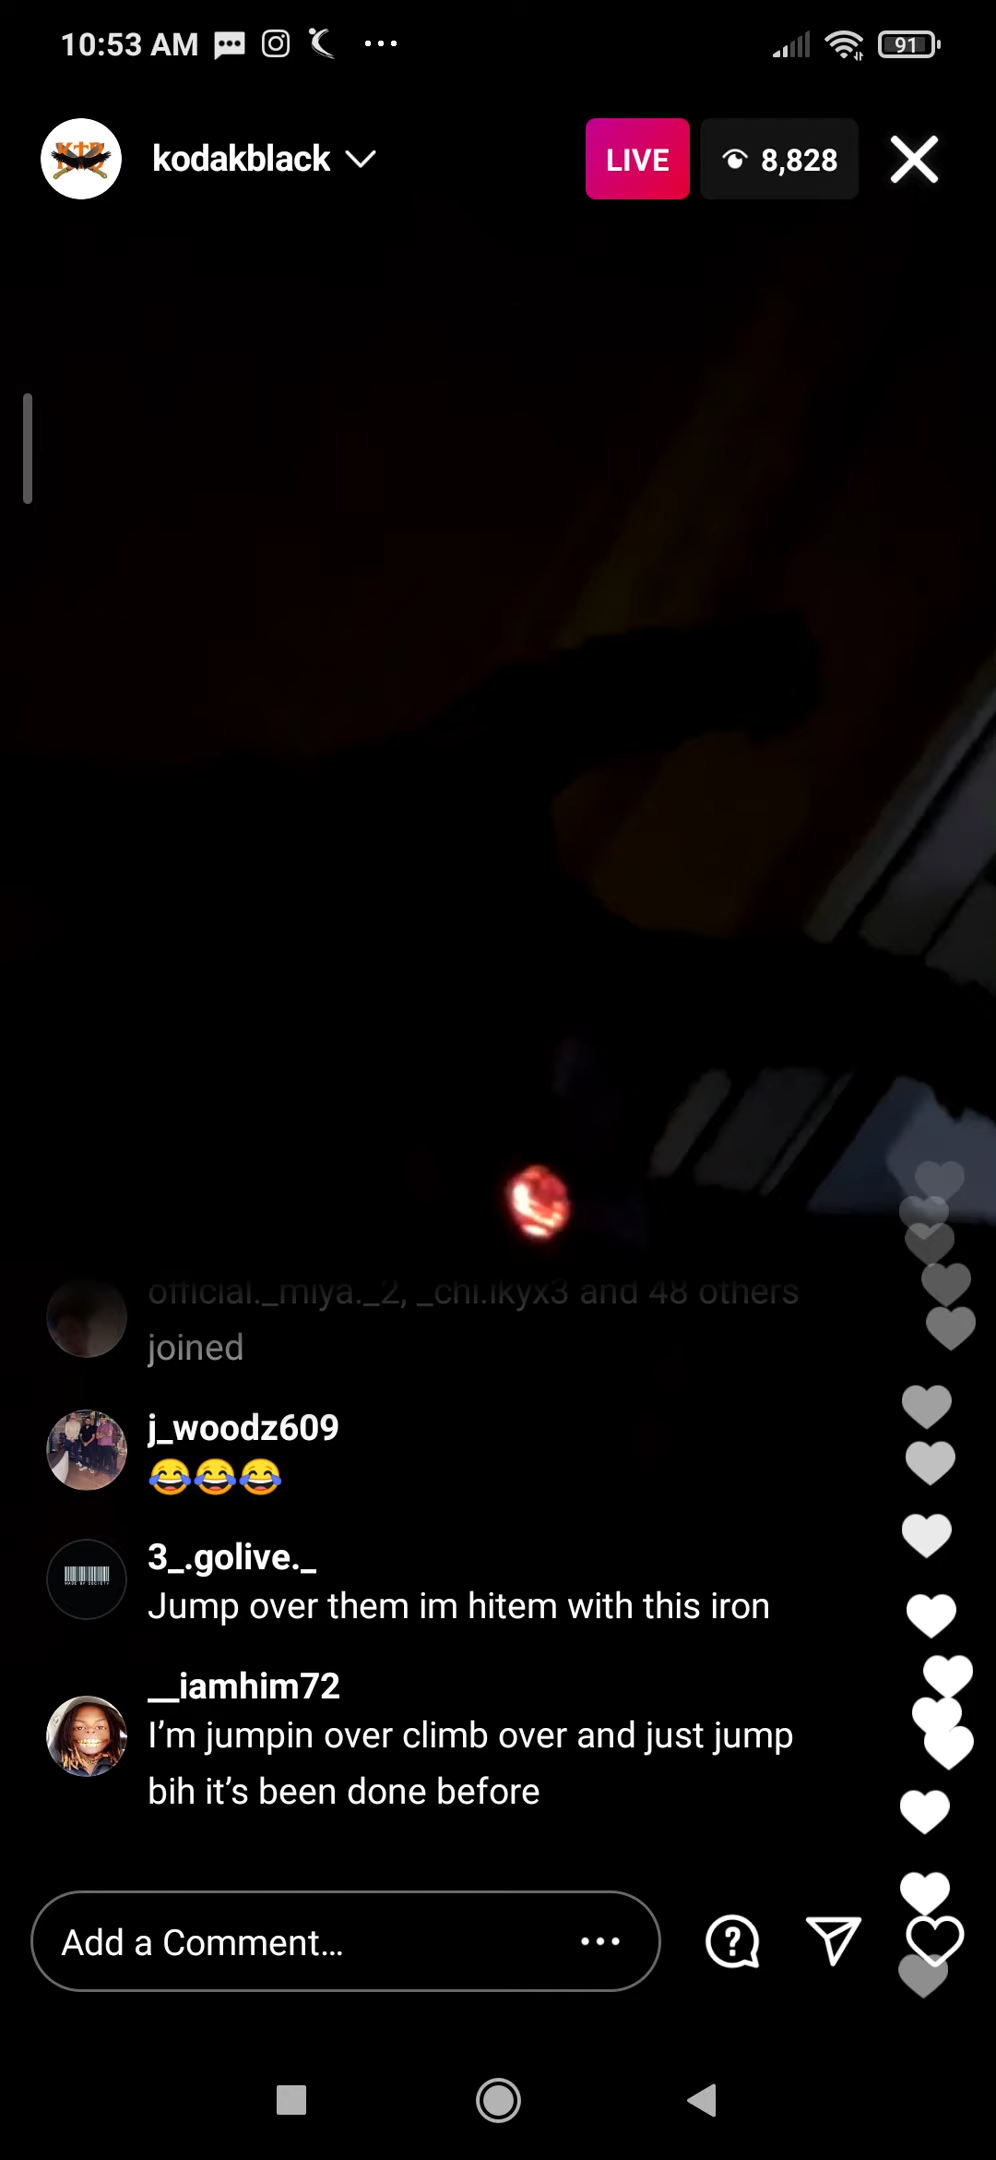 10:53 AM
91
kodakblack
LIVE
8,828
official._miya._2, _chi.ikyx3 and 48 others
joined
j_woodz609
😂😂😂
3_.golive._
Jump over them im hitem with this iron
__iamhim72
I’m jumpin over climb over and just jump
bih it’s been done before
Add a Comment...